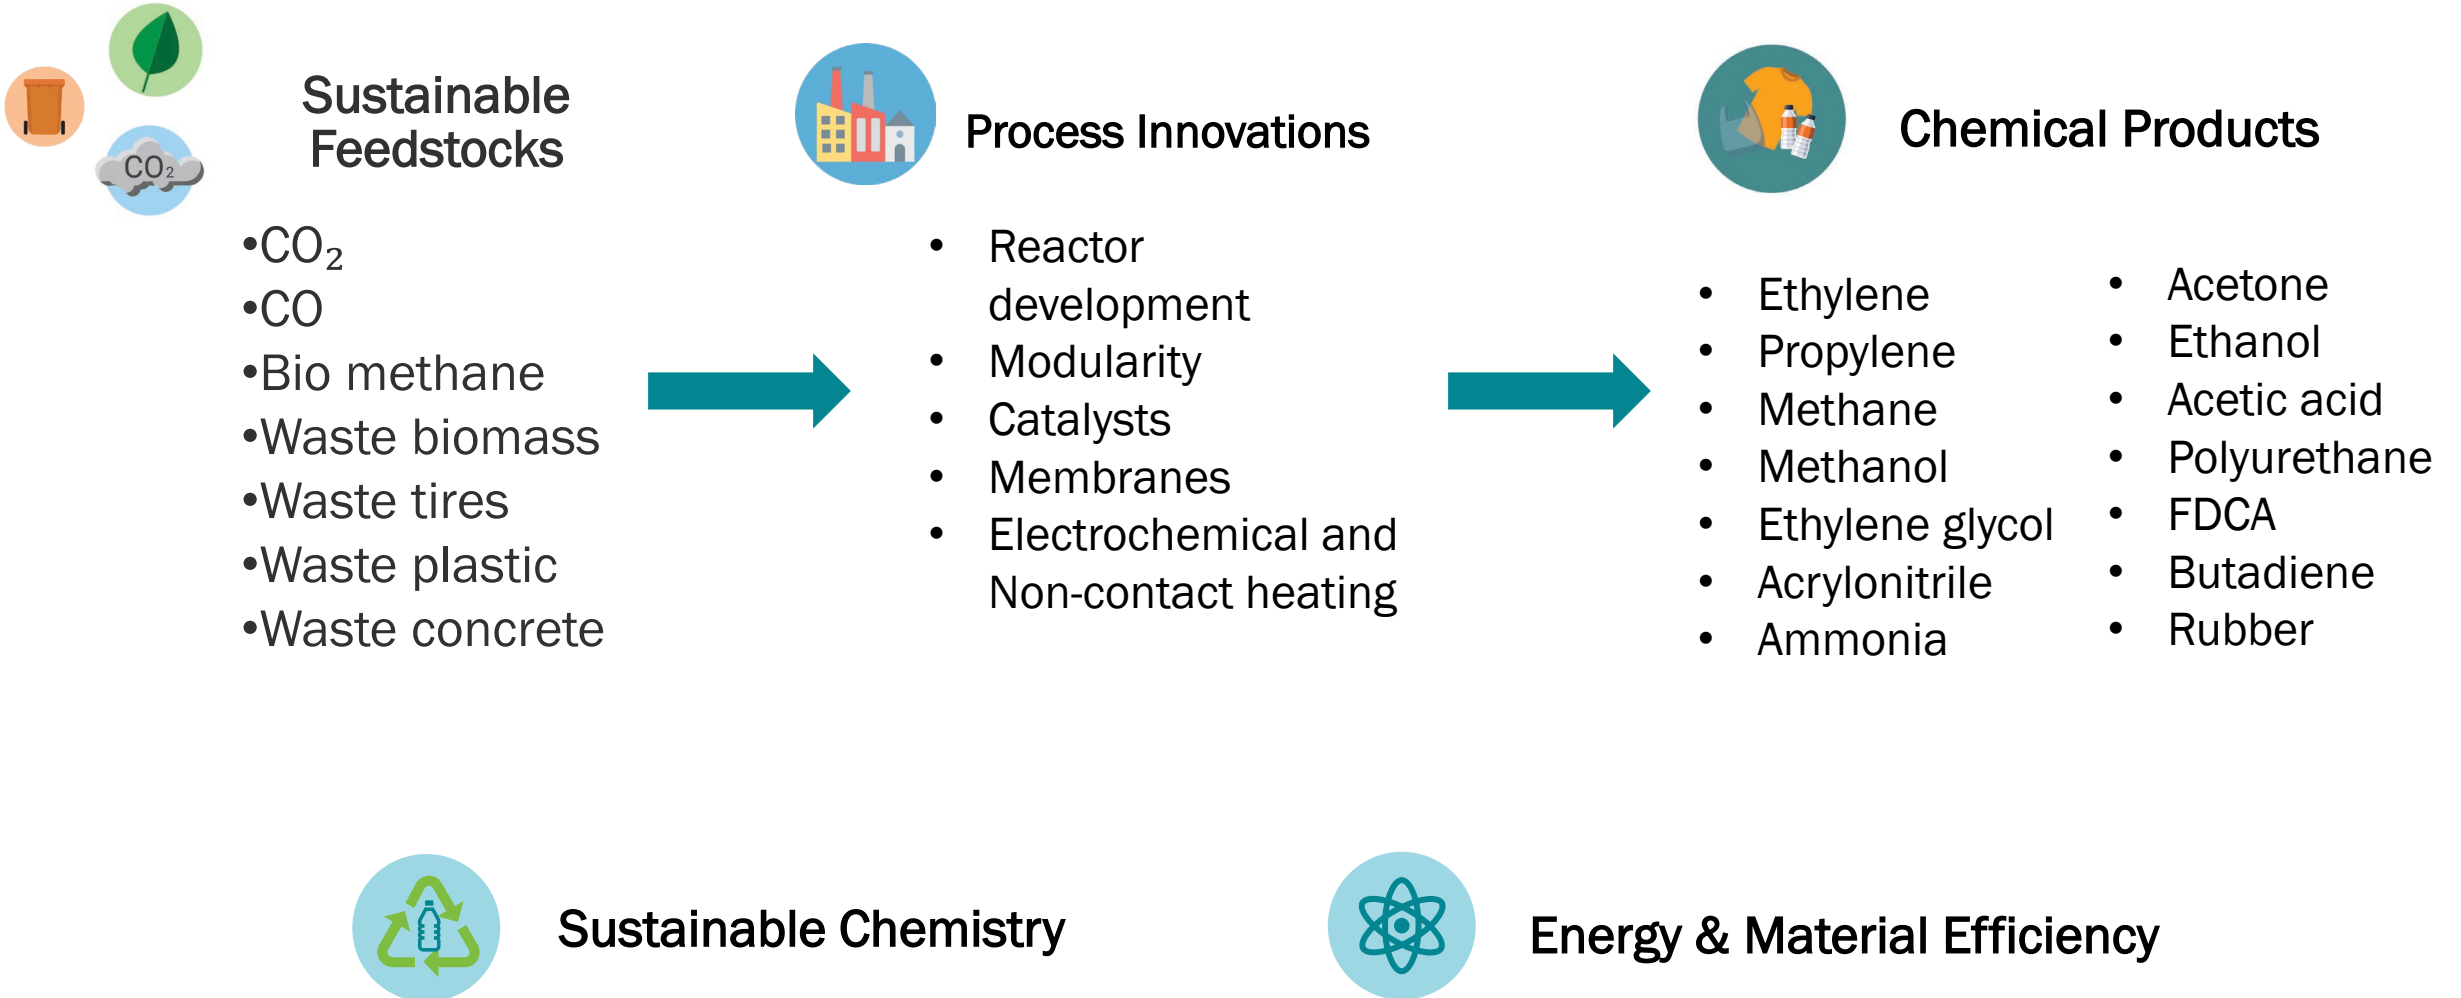 Sustainable
Feedstocks
CO₂
•CO₂
•CO
•Bio methane
•Waste biomass
•Waste tires
•Waste plastic
•Waste concrete
Process Innovations
• Reactor
development
• Modularity
• Catalysts
• Membranes
• Electrochemical and
Non-contact heating
Chemical Products
• Ethylene
• Propylene
• Methane
• Methanol
• Ethylene glycol
• Acrylonitrile
• Ammonia
• Acetone
• Ethanol
• Acetic acid
• Polyurethane
• FDCA
• Butadiene
• Rubber
Sustainable Chemistry
Energy & Material Efficiency